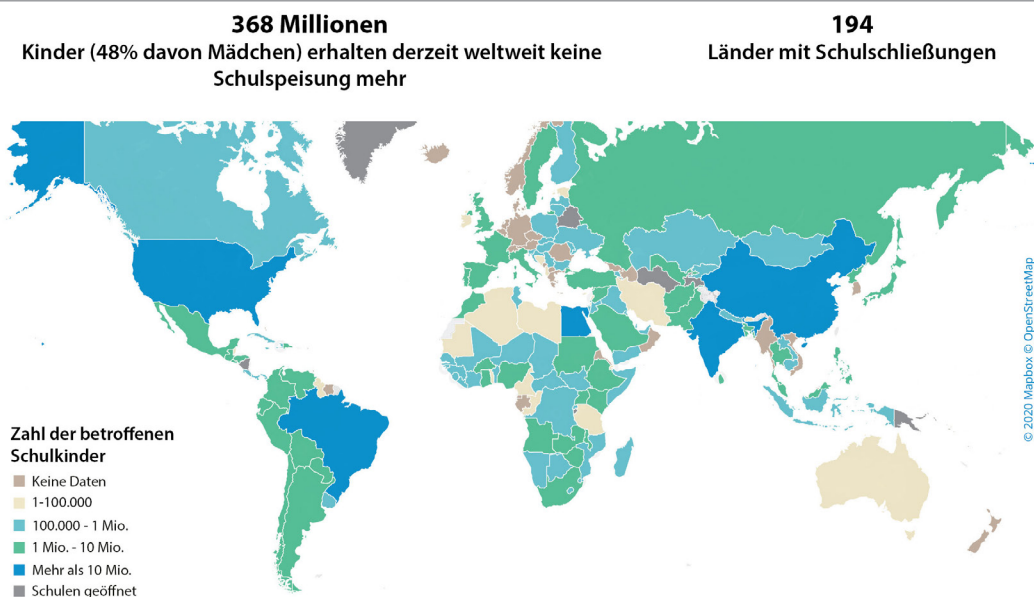 368 Millionen
Kinder (48% davon Mädchen) erhalten derzeit weltweit keine
Schulspeisung mehr
194
Länder mit Schulschließungen
Zahl der betroffenen
Schulkinder
Keine Daten
1-100.000
100.000 - 1 Mio.
1 Mio. - 10 Mio.
Mehr als 10 Mio.
Schulen geöffnet
© 2020 Mapbox © OpenStreetMap